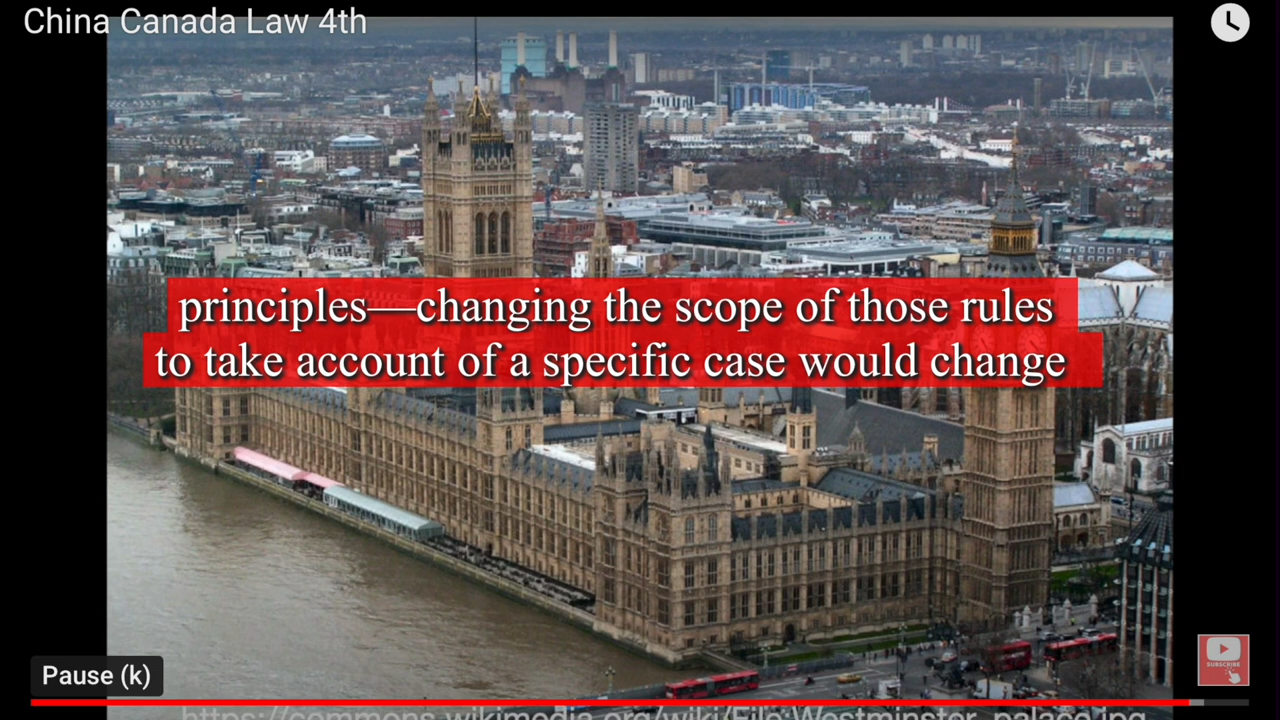 China Canada Law 4th
principles—changing the scope of those rules
to take account of a specific case would change
SUBSCRIBE
Pause (k)